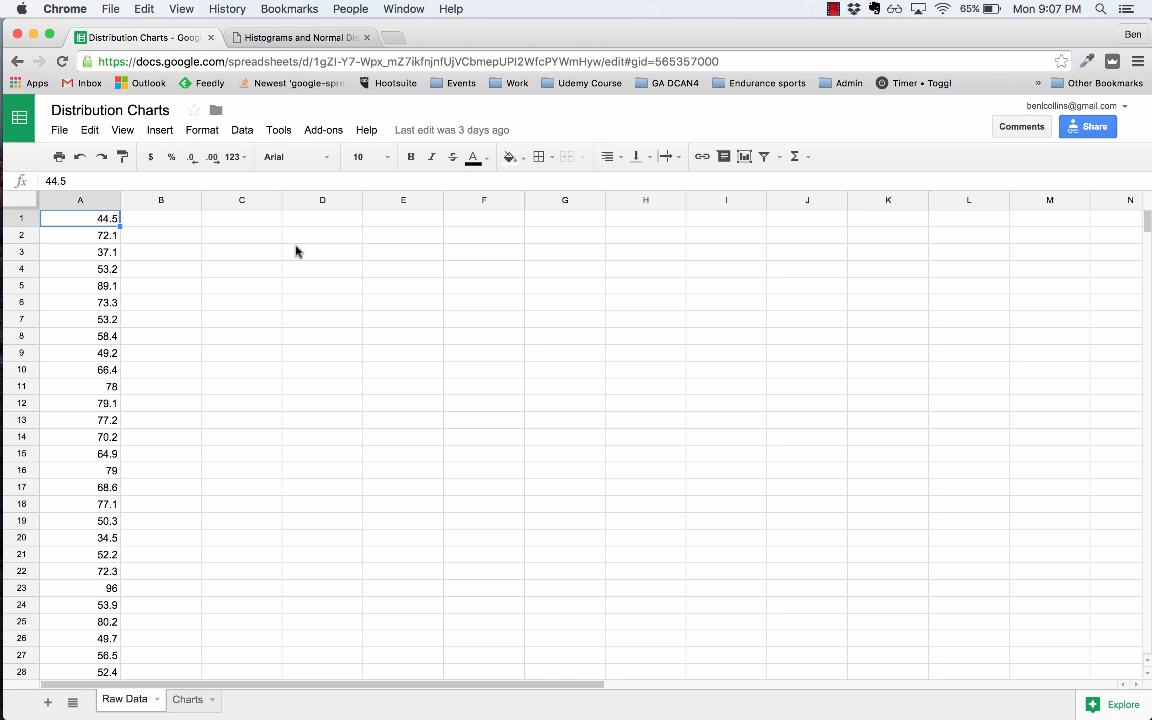 Chrome File Edit View History Bookmarks People Window Help 65% Mon 9:07 PM
Distribution Charts - Goog Histograms and Normal Dis Ben
https://docs.google.com/spreadsheets/d/1gZI-Y7-Wpx_mZ7ikfnjnfUjVCbmepUPI2WfcPYWmHyw/edit#gid=565357000
Apps Inbox Outlook Feedly Newest 'google-spre Hootsuite Events Work Udemy Course GA DCAN4 Endurance sports Admin Timer • Toggl » Other Bookmarks
Distribution Charts benlcollins@gmail.com
File Edit View Insert Format Data Tools Add-ons Help Last edit was 3 days ago Comments Share
$ % .0 .00 123 Arial 10 B I S A Σ
fx 44.5
A B C D E F G H I J K L M N
1 44.5
2 72.1
3 37.1
4 53.2
5 89.1
6 73.3
7 53.2
8 58.4
9 49.2
10 66.4
11 78
12 79.1
13 77.2
14 70.2
15 64.9
16 79
17 68.6
18 77.1
19 50.3
20 34.5
21 52.2
22 72.3
23 96
24 53.9
25 80.2
26 49.7
27 56.5
28 52.4
+ Raw Data Charts Explore